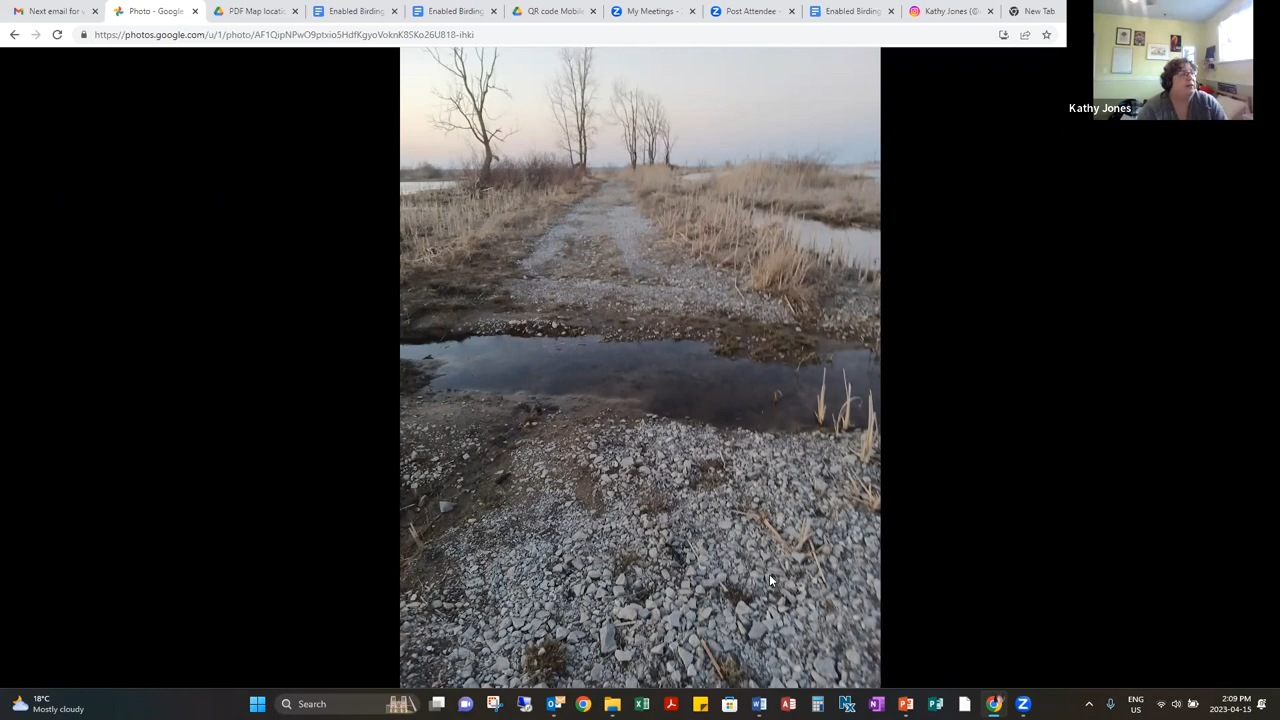 Next email for v
Photo - Google
PDF Map locati
Enabled Birding
Enabled Birding
QR code Mobile
My Meetings -
Post Attendee -
Enabled Birding
Kathy Jones (@
New Tab
https://photos.google.com/u/1/photo/AF1QipNPwO9ptxio5HdfKgyoVoknK8SKo26U818-ihki
Kathy Jones
18°C
Mostly cloudy
Search
ENG
US
2:09 PM
2023-04-15